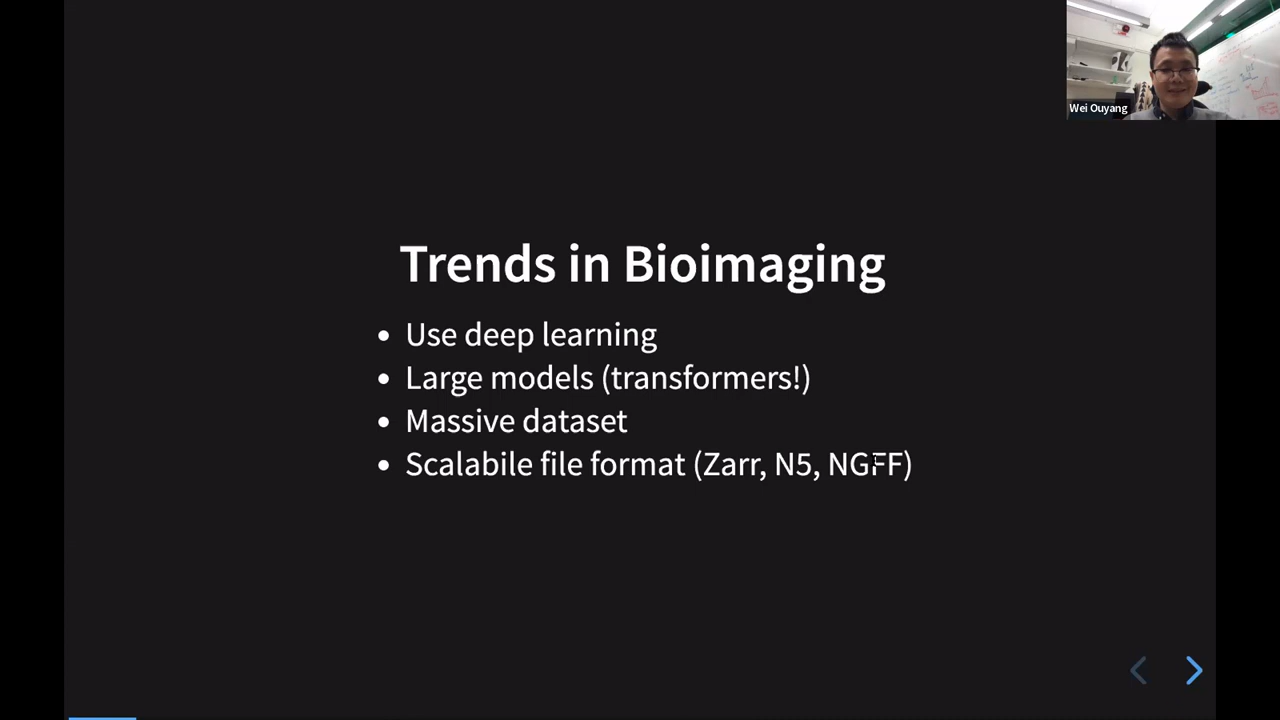 Wei Ouyang
Trends in Bioimaging
Use deep learning
Large models (transformers!)
Massive dataset
Scalabile file format (Zarr, N5, NGFF)